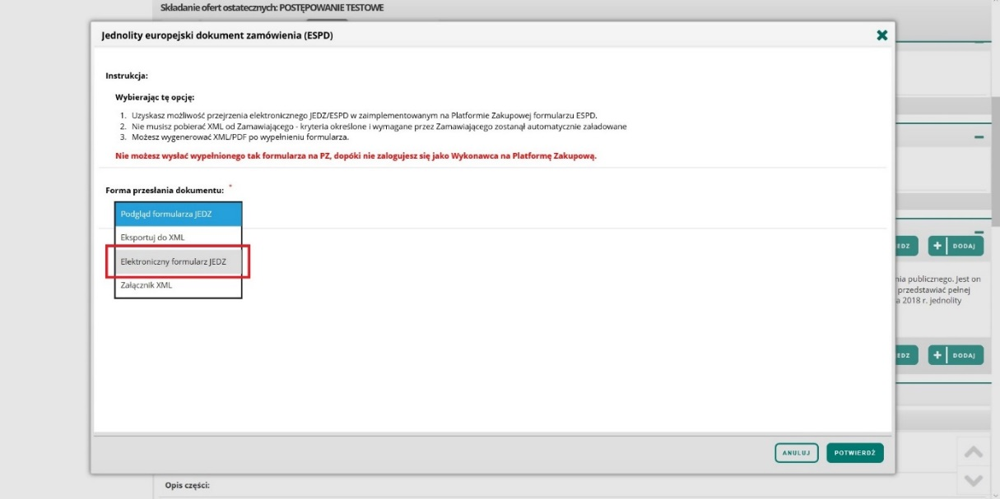 Składanie ofert ostatecznych: POSTĘPOWANIE TESTOWE
Jednolity europejski dokument zamówienia (ESPD)
Instrukcja:
Wybierając tę opcję:
1. Uzyskasz możliwość przejrzenia elektronicznego JEDZ/ESPD w zaimplementowanym na Platformie Zakupowej formularzu ESPD.
2. Nie musisz pobierać XML od Zamawiającego - kryteria określone i wymagane przez Zamawiającego zostanął automatycznie załadowane
3. Możesz wygenerować XML/PDF po wypełnieniu formularza.
Nie możesz wysłać wypełnionego tak formularza na PZ, dopóki nie zalogujesz się jako Wykonawca na Platformę Zakupową.
Forma przesłania dokumentu: *
Podgląd formularza JEDZ
Eksportuj do XML
Elektroniczny formularz JEDZ
Załącznik XML
EDZ
+ DODAJ
nia publicznego. Jest on
przedstawiać pełnej
a 2018 r. jednolity
EDZ
+ DODAJ
ANULUJ
POTWIERDŹ
Opis części: